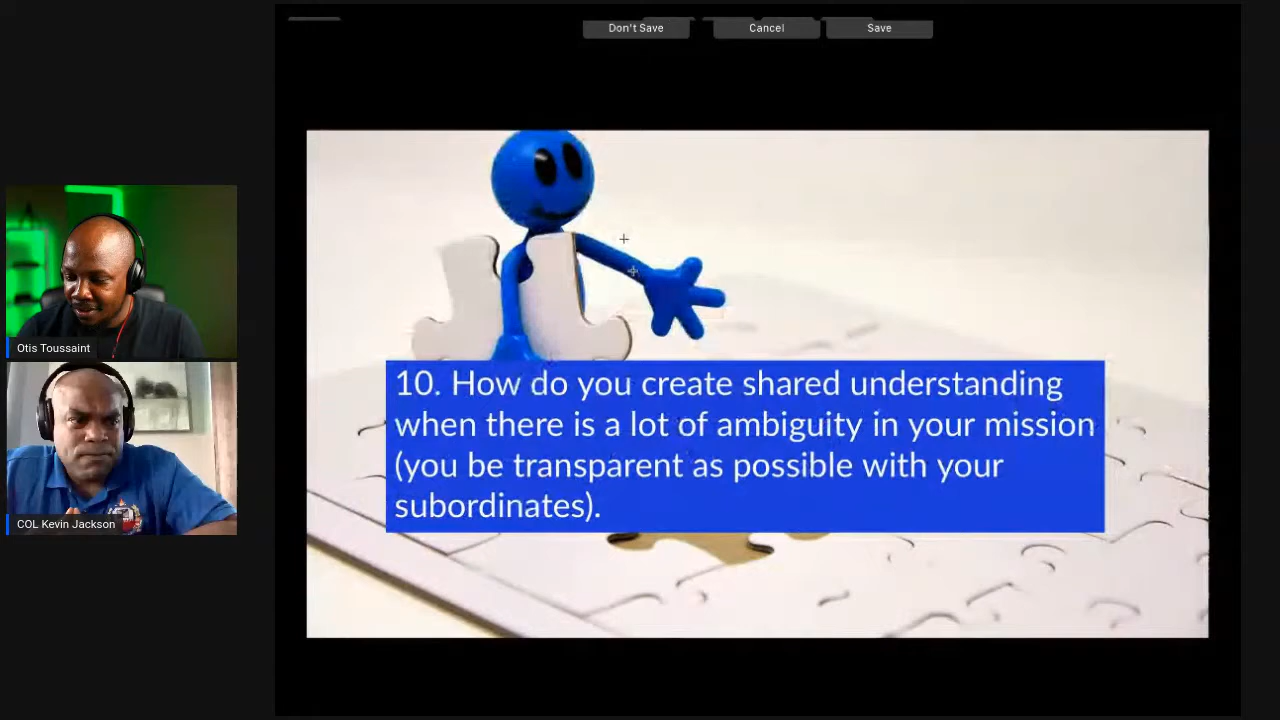 Don't Save
Cancel
Save
Otis Toussaint
COL Kevin Jackson
10. How do you create shared understanding
when there is a lot of ambiguity in your mission
(you be transparent as possible with your
subordinates).